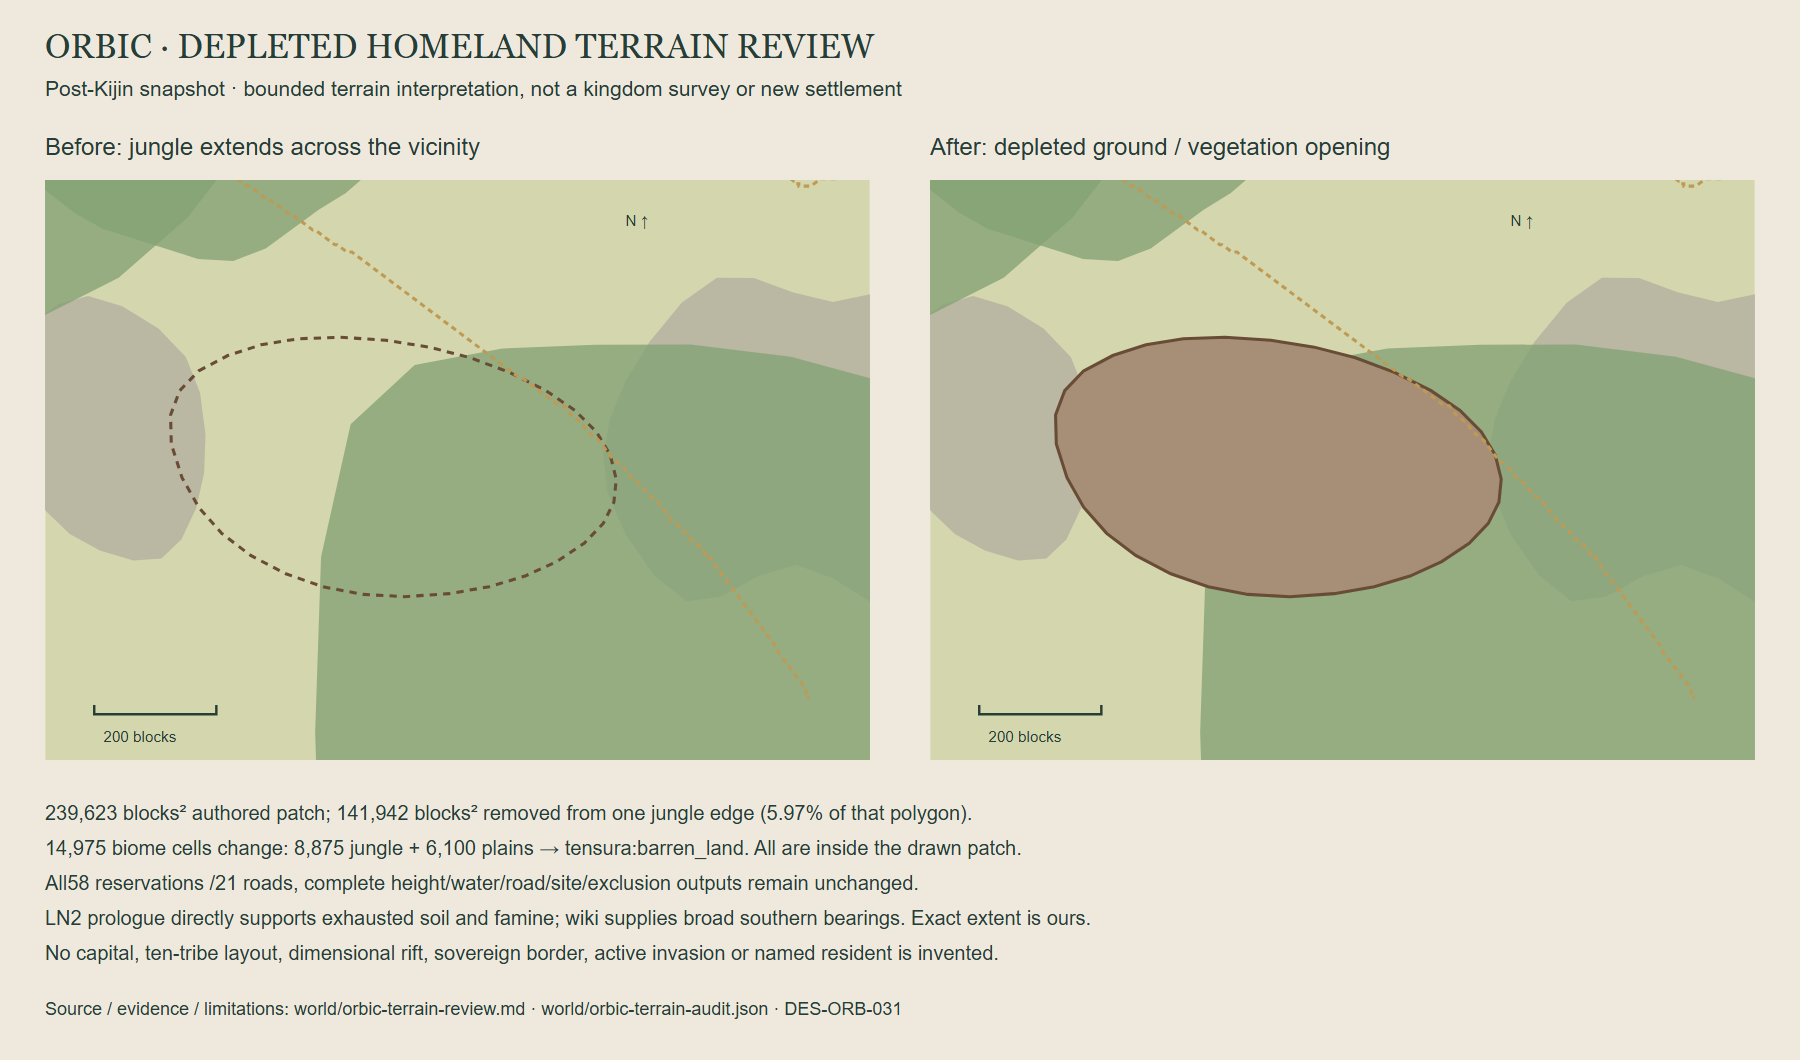 ORBIC · DEPLETED HOMELAND TERRAIN REVIEW
Post-Kijin snapshot · bounded terrain interpretation, not a kingdom survey or new settlement
Before: jungle extends across the vicinity
After: depleted ground / vegetation opening
N ↑
N ↑
200 blocks
200 blocks
239,623 blocks² authored patch; 141,942 blocks² removed from one jungle edge (5.97% of that polygon).
14,975 biome cells change: 8,875 jungle + 6,100 plains → tensura:barren_land. All are inside the drawn patch.
All58 reservations /21 roads, complete height/water/road/site/exclusion outputs remain unchanged.
LN2 prologue directly supports exhausted soil and famine; wiki supplies broad southern bearings. Exact extent is ours.
No capital, ten-tribe layout, dimensional rift, sovereign border, active invasion or named resident is invented.
Source / evidence / limitations: world/orbic-terrain-review.md · world/orbic-terrain-audit.json · DES-ORB-031